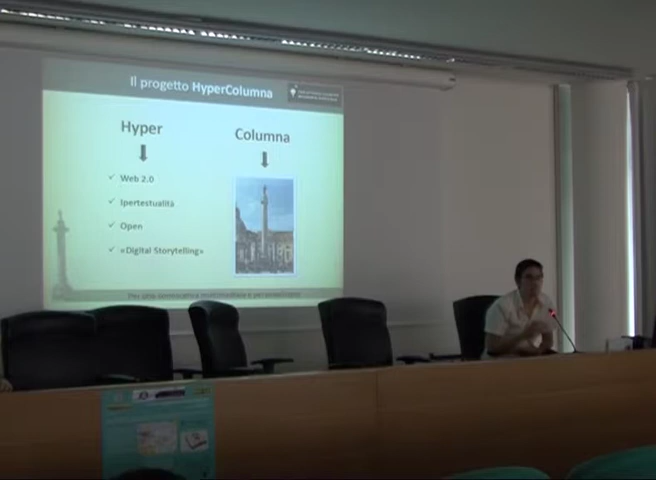 Il progetto HyperColumna
Hyper
Columna
✓ Web 2.0
✓ Ipertestualità
✓ Open
✓ «Digital Storytelling»